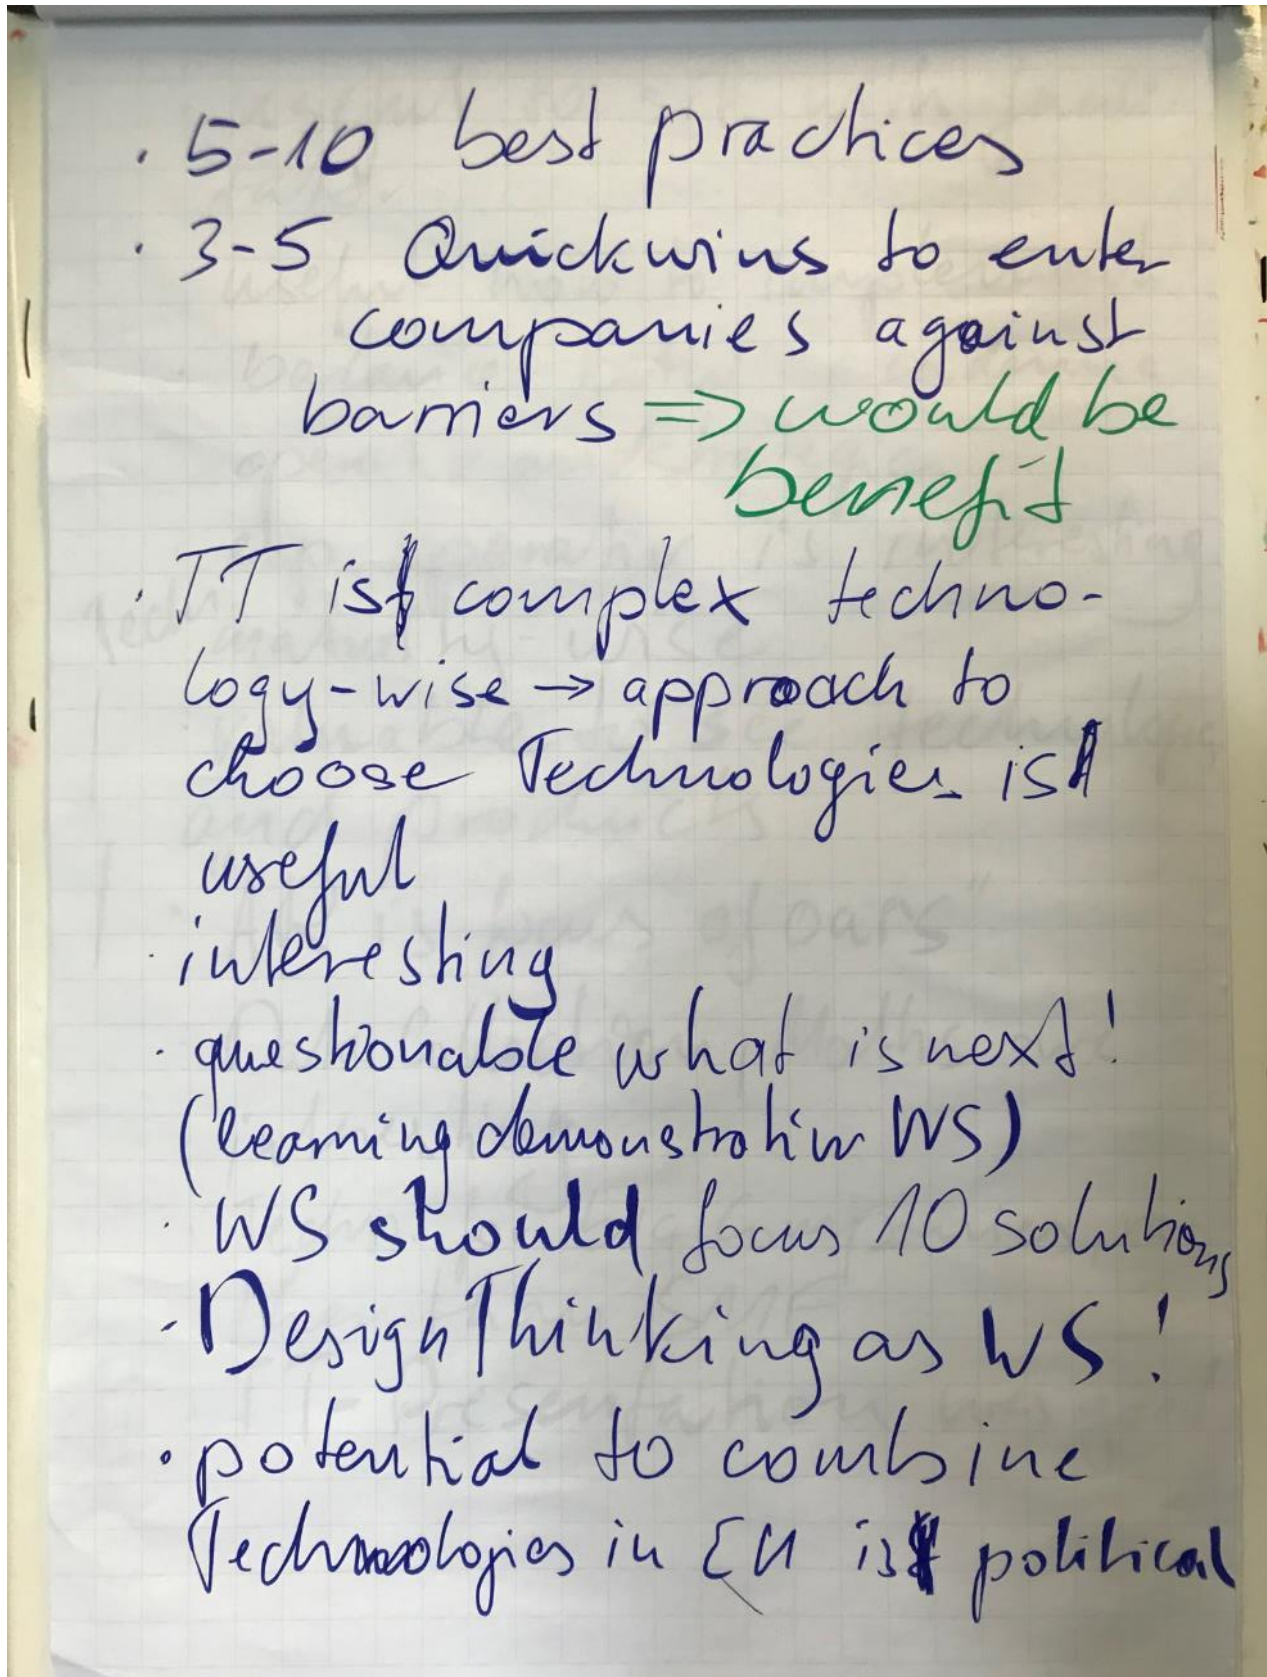 · 5-10 best practices
· 3-5 Quickwins to enter
companies against
barriers => would be
benefit
· TT is complex techno-
logy-wise → approach to
choose Technologies is
useful
· interesting
· questionable what is next!
(learning demonstration WS)
· WS should focus 10 solutions
· Design Thinking as WS!
· potential to combine
Technologies in EU is political